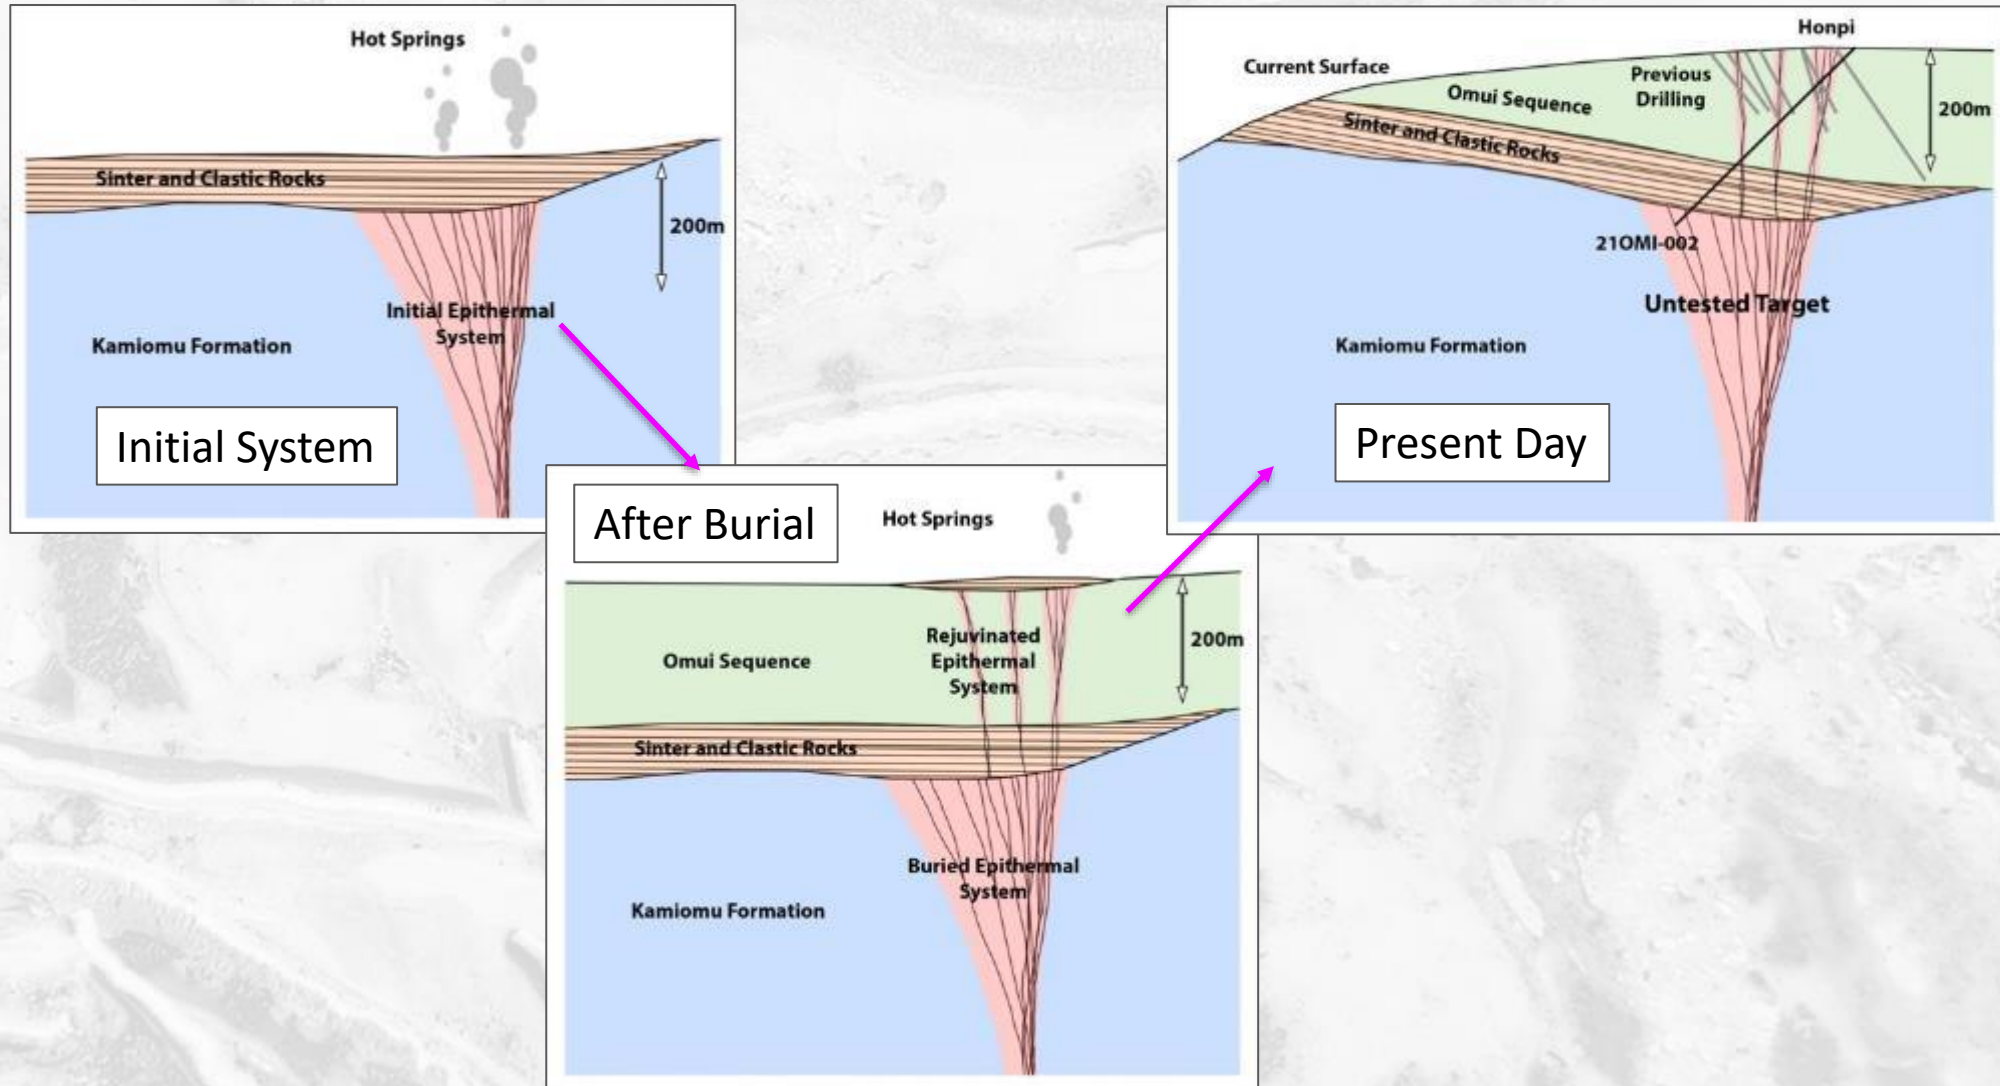 Hot Springs
Sinter and Clastic Rocks
200m
Initial Epithermal
System
Kamiomu Formation
Initial System
After Burial
Hot Springs
Rejuvinated
Epithermal
System
200m
Omui Sequence
Sinter and Clastic Rocks
Buried Epithermal
System
Kamiomu Formation
Honpi
Current Surface
Previous
Drilling
Omui Sequence
200m
Sinter and Clastic Rocks
21OMI-002
Untested Target
Kamiomu Formation
Present Day